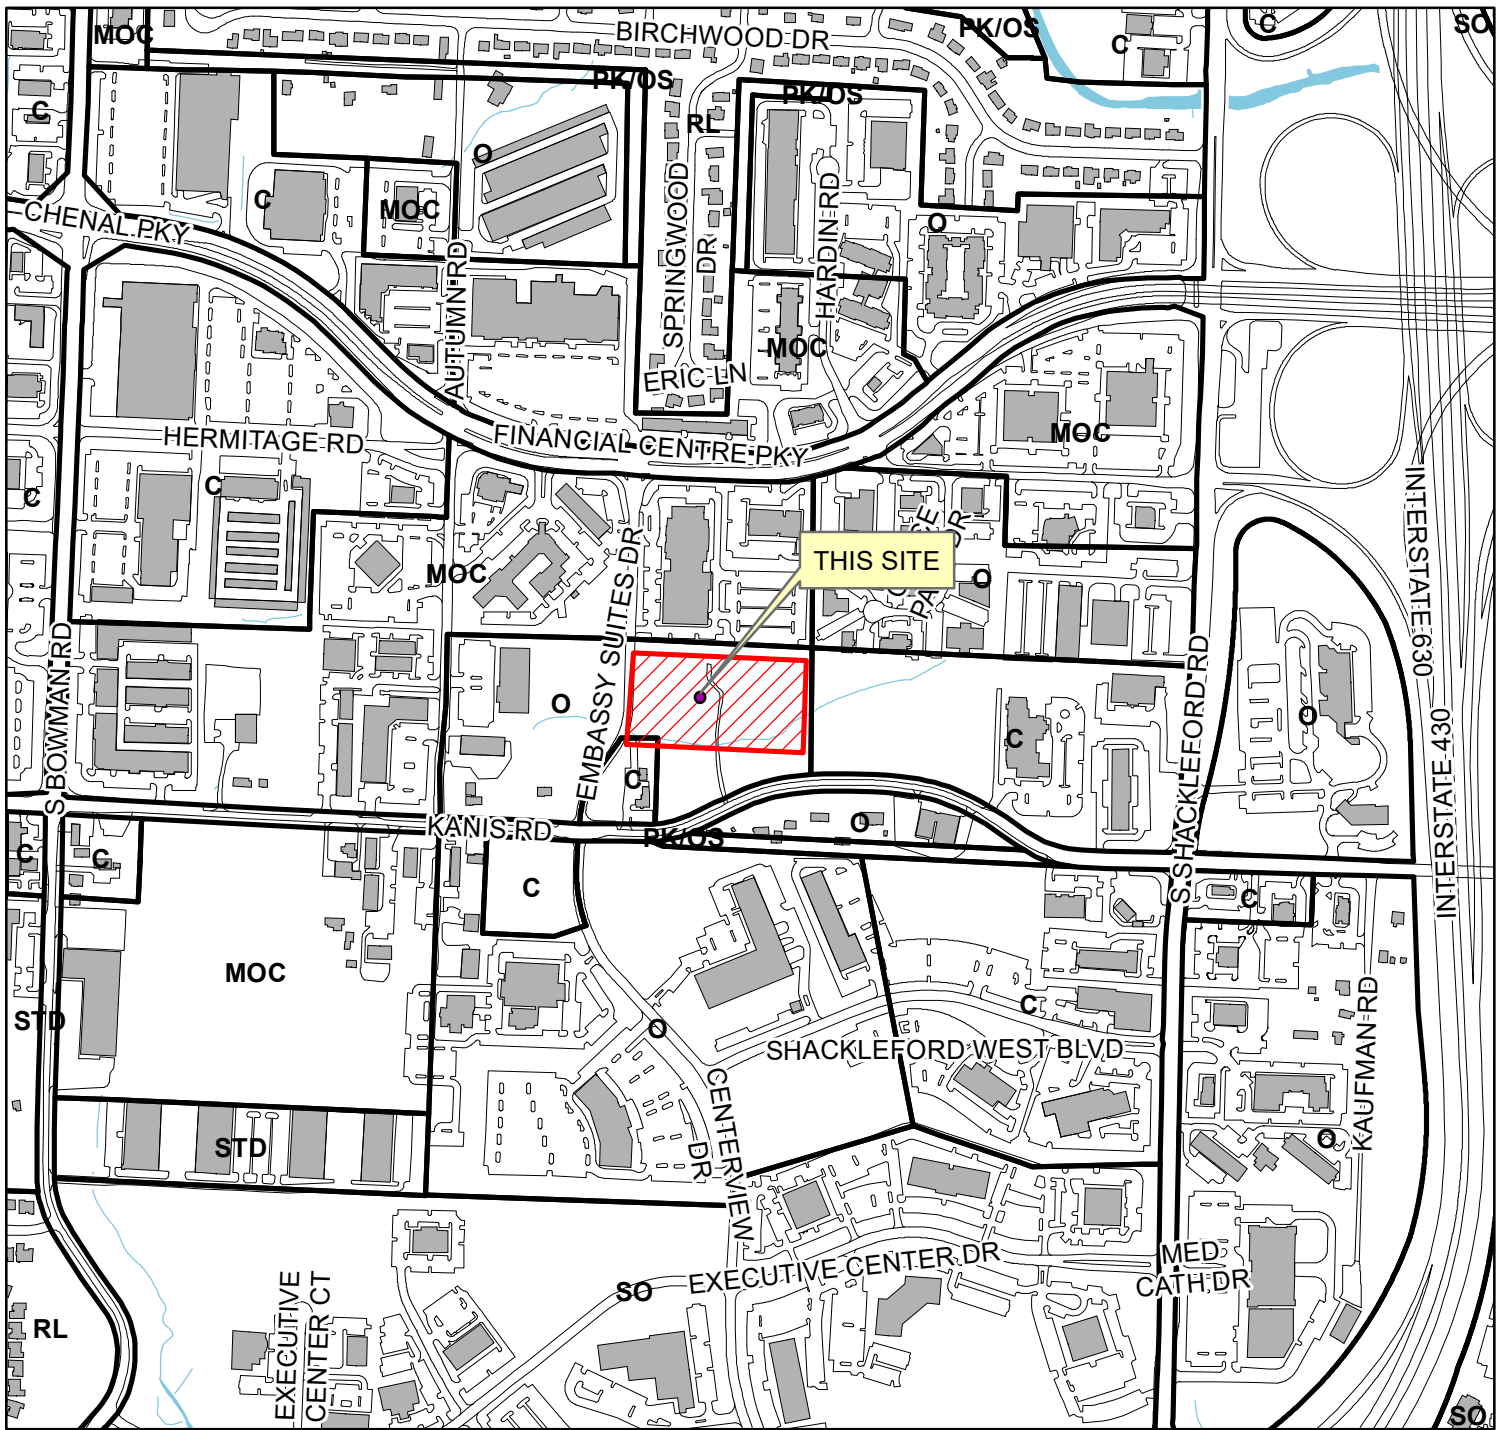 MOC
BIRCHWOOD DR
PK/OS
C
C
SO
PK/OS
PK/OS
C
RL
O
C
MOC
CHENAL PKY
AUTUMN RD
SPRINGWOOD
DR
HARDIN RD
O
MOC
ERIC LN
HERMITAGE RD
FINANCIAL CENTRE PKY
MOC
C
C
INTERSTATE 630
THIS SITE
MOC
DR
O
EMBASSY SUITES DR
S BOWMAN RD
S SHACKLEFORD RD
O
O
O
C
C
INTERSTATE 430
KANIS RD
PK/OS
O
C
C
C
C
MOC
STD
O
C
SHACKLEFORD WEST BLVD
KAUFMAN RD
CENTERVIEW
DR
STD
O
EXECUTIVE CENTER DR
MED
CATH DR
SO
EXECUTIVE
CENTER CT
RL
SO